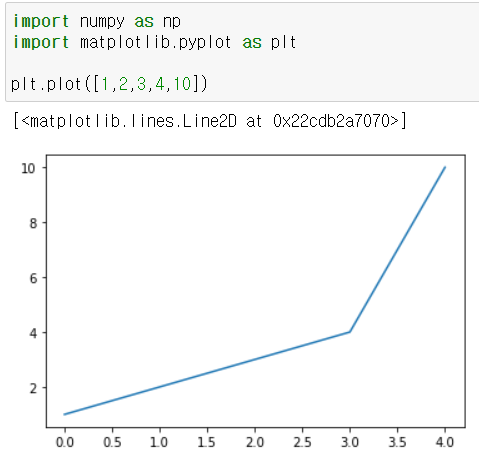 import numpy as np
import matplotlib.pyplot as plt
plt.plot([1,2,3,4,10])
[<matplotlib.lines.Line2D at 0x22cdb2a7070>]
10
8
6
4
2
0.0 0.5 1.0 1.5 2.0 2.5 3.0 3.5 4.0